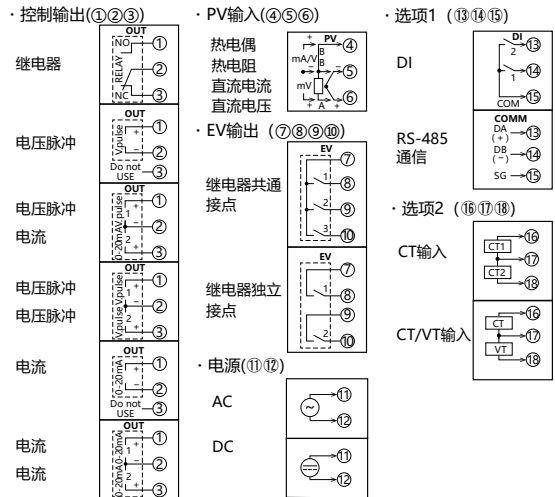 · 控制输出(①②③)
继电器
OUT
NO
RELAY
NC
①
②
③
电压脉冲
OUT
V.pulse
+
−
Do not
USE
①
②
③
电压脉冲
电流
OUT
0-20mA V.pulse
1 +
−
2 +
①
②
③
电压脉冲
电压脉冲
OUT
V.pulse V.pulse
1 +
−
2 +
①
②
③
电流
OUT
0-20mA
+
−
Do not
USE
①
②
③
电流
电流
OUT
0-20mA 0-20mA
1 +
−
2 +
①
②
③
· PV输入(④⑤⑥)
热电偶
热电阻
直流电流
直流电压
PV
+
B
mA/V
B
−
−
mV
+ A +
④
⑤
⑥
· EV输出 (⑦⑧⑨⑩)
继电器共通
接点
EV
1
2
3
⑦
⑧
⑨
⑩
继电器独立
接点
EV
1
2
⑦
⑧
⑨
⑩
· 电源(⑪⑫)
AC
~
⑪
⑫
DC
⑪
⑫
· 选项1 (⑬⑭⑮)
DI
DI
2
1
COM
⑬
⑭
⑮
RS-485
通信
COMM
DA
(+)
DB
(−)
SG
⑬
⑭
⑮
· 选项2 (⑯⑰⑱)
CT输入
CT1
CT2
⑯
⑰
⑱
CT/VT输入
CT
VT
⑯
⑰
⑱